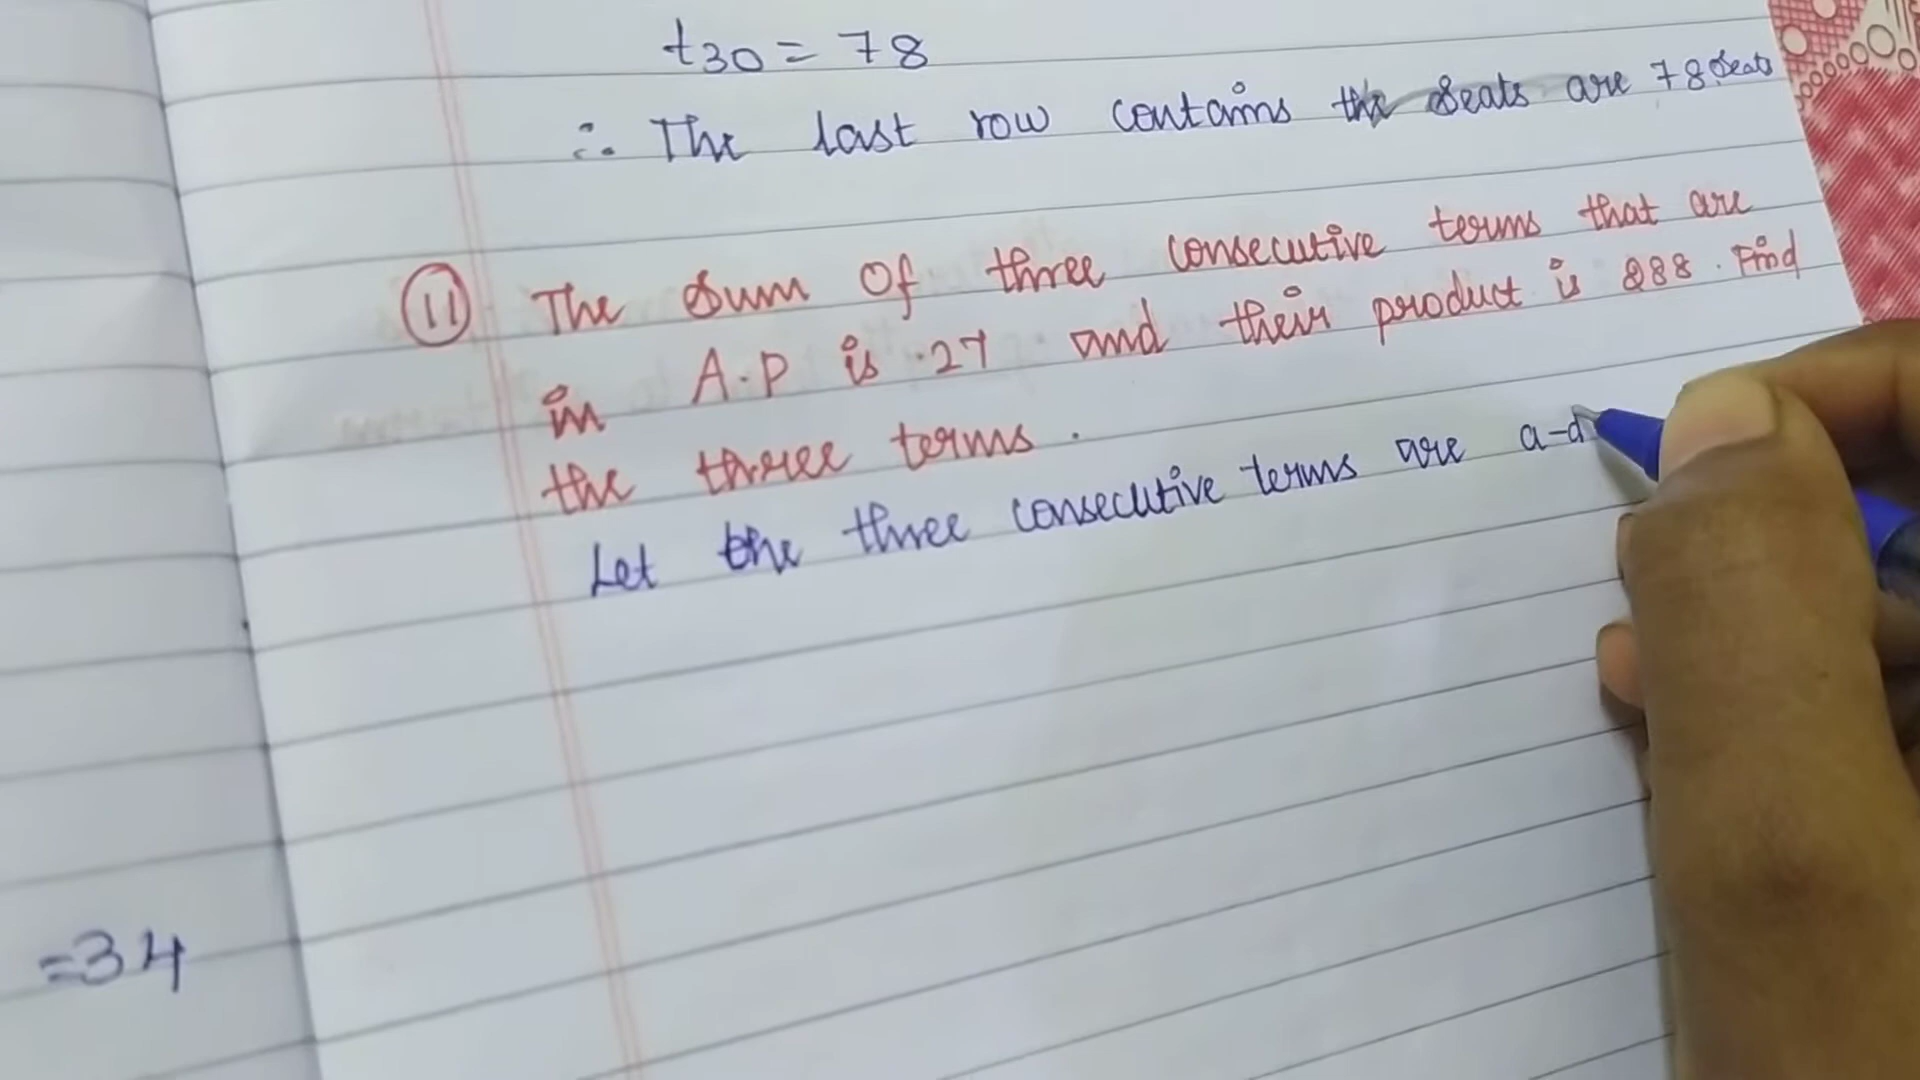 t30 = 78
∴ The last row contains the seats are 78 seats
11 The sum of three consecutive terms that are
in A.P is 27 and their product is 288. Find
the three terms.
Let the three consecutive terms are a-d
=34